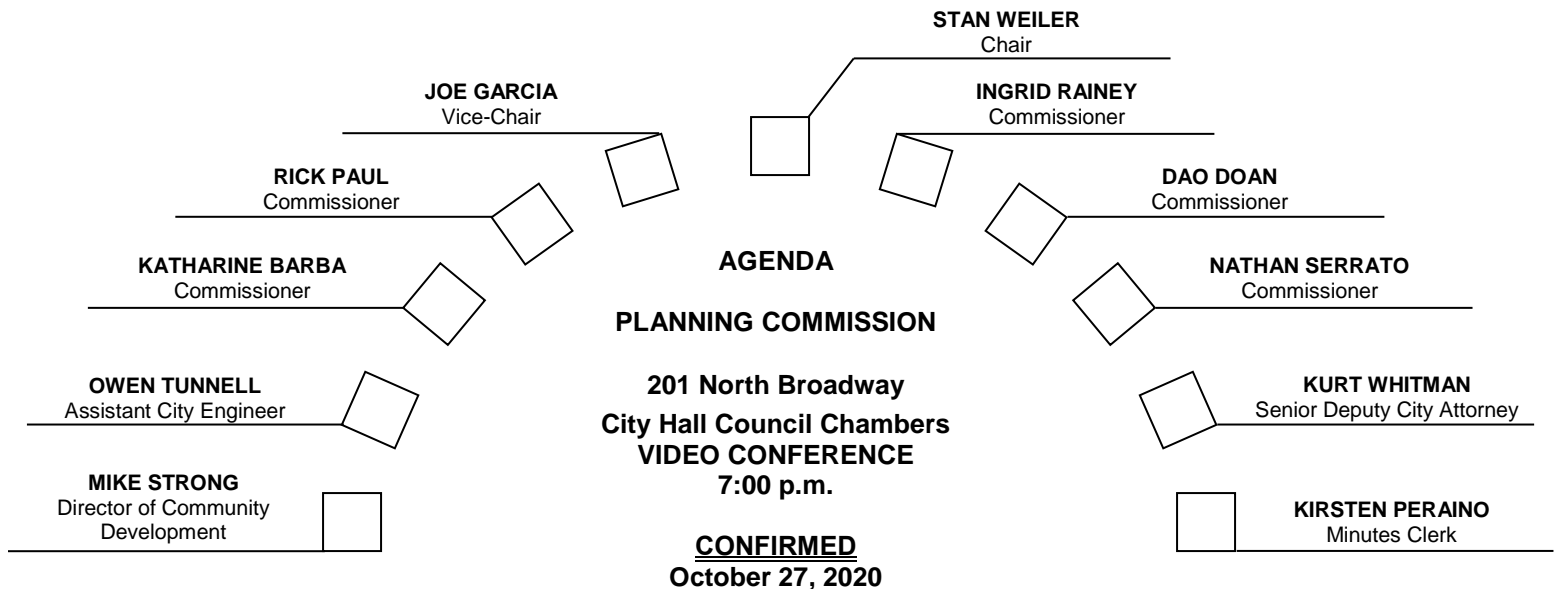 STAN WEILER
Chair
JOE GARCIA
Vice-Chair
INGRID RAINEY
Commissioner
RICK PAUL
Commissioner
DAO DOAN
Commissioner
KATHARINE BARBA
Commissioner
NATHAN SERRATO
Commissioner
OWEN TUNNELL
Assistant City Engineer
KURT WHITMAN
Senior Deputy City Attorney
MIKE STRONG
Director of Community
Development
KIRSTEN PERAINO
Minutes Clerk
AGENDA
PLANNING COMMISSION
201 North Broadway
City Hall Council Chambers
VIDEO CONFERENCE
7:00 p.m.
CONFIRMED
October 27, 2020